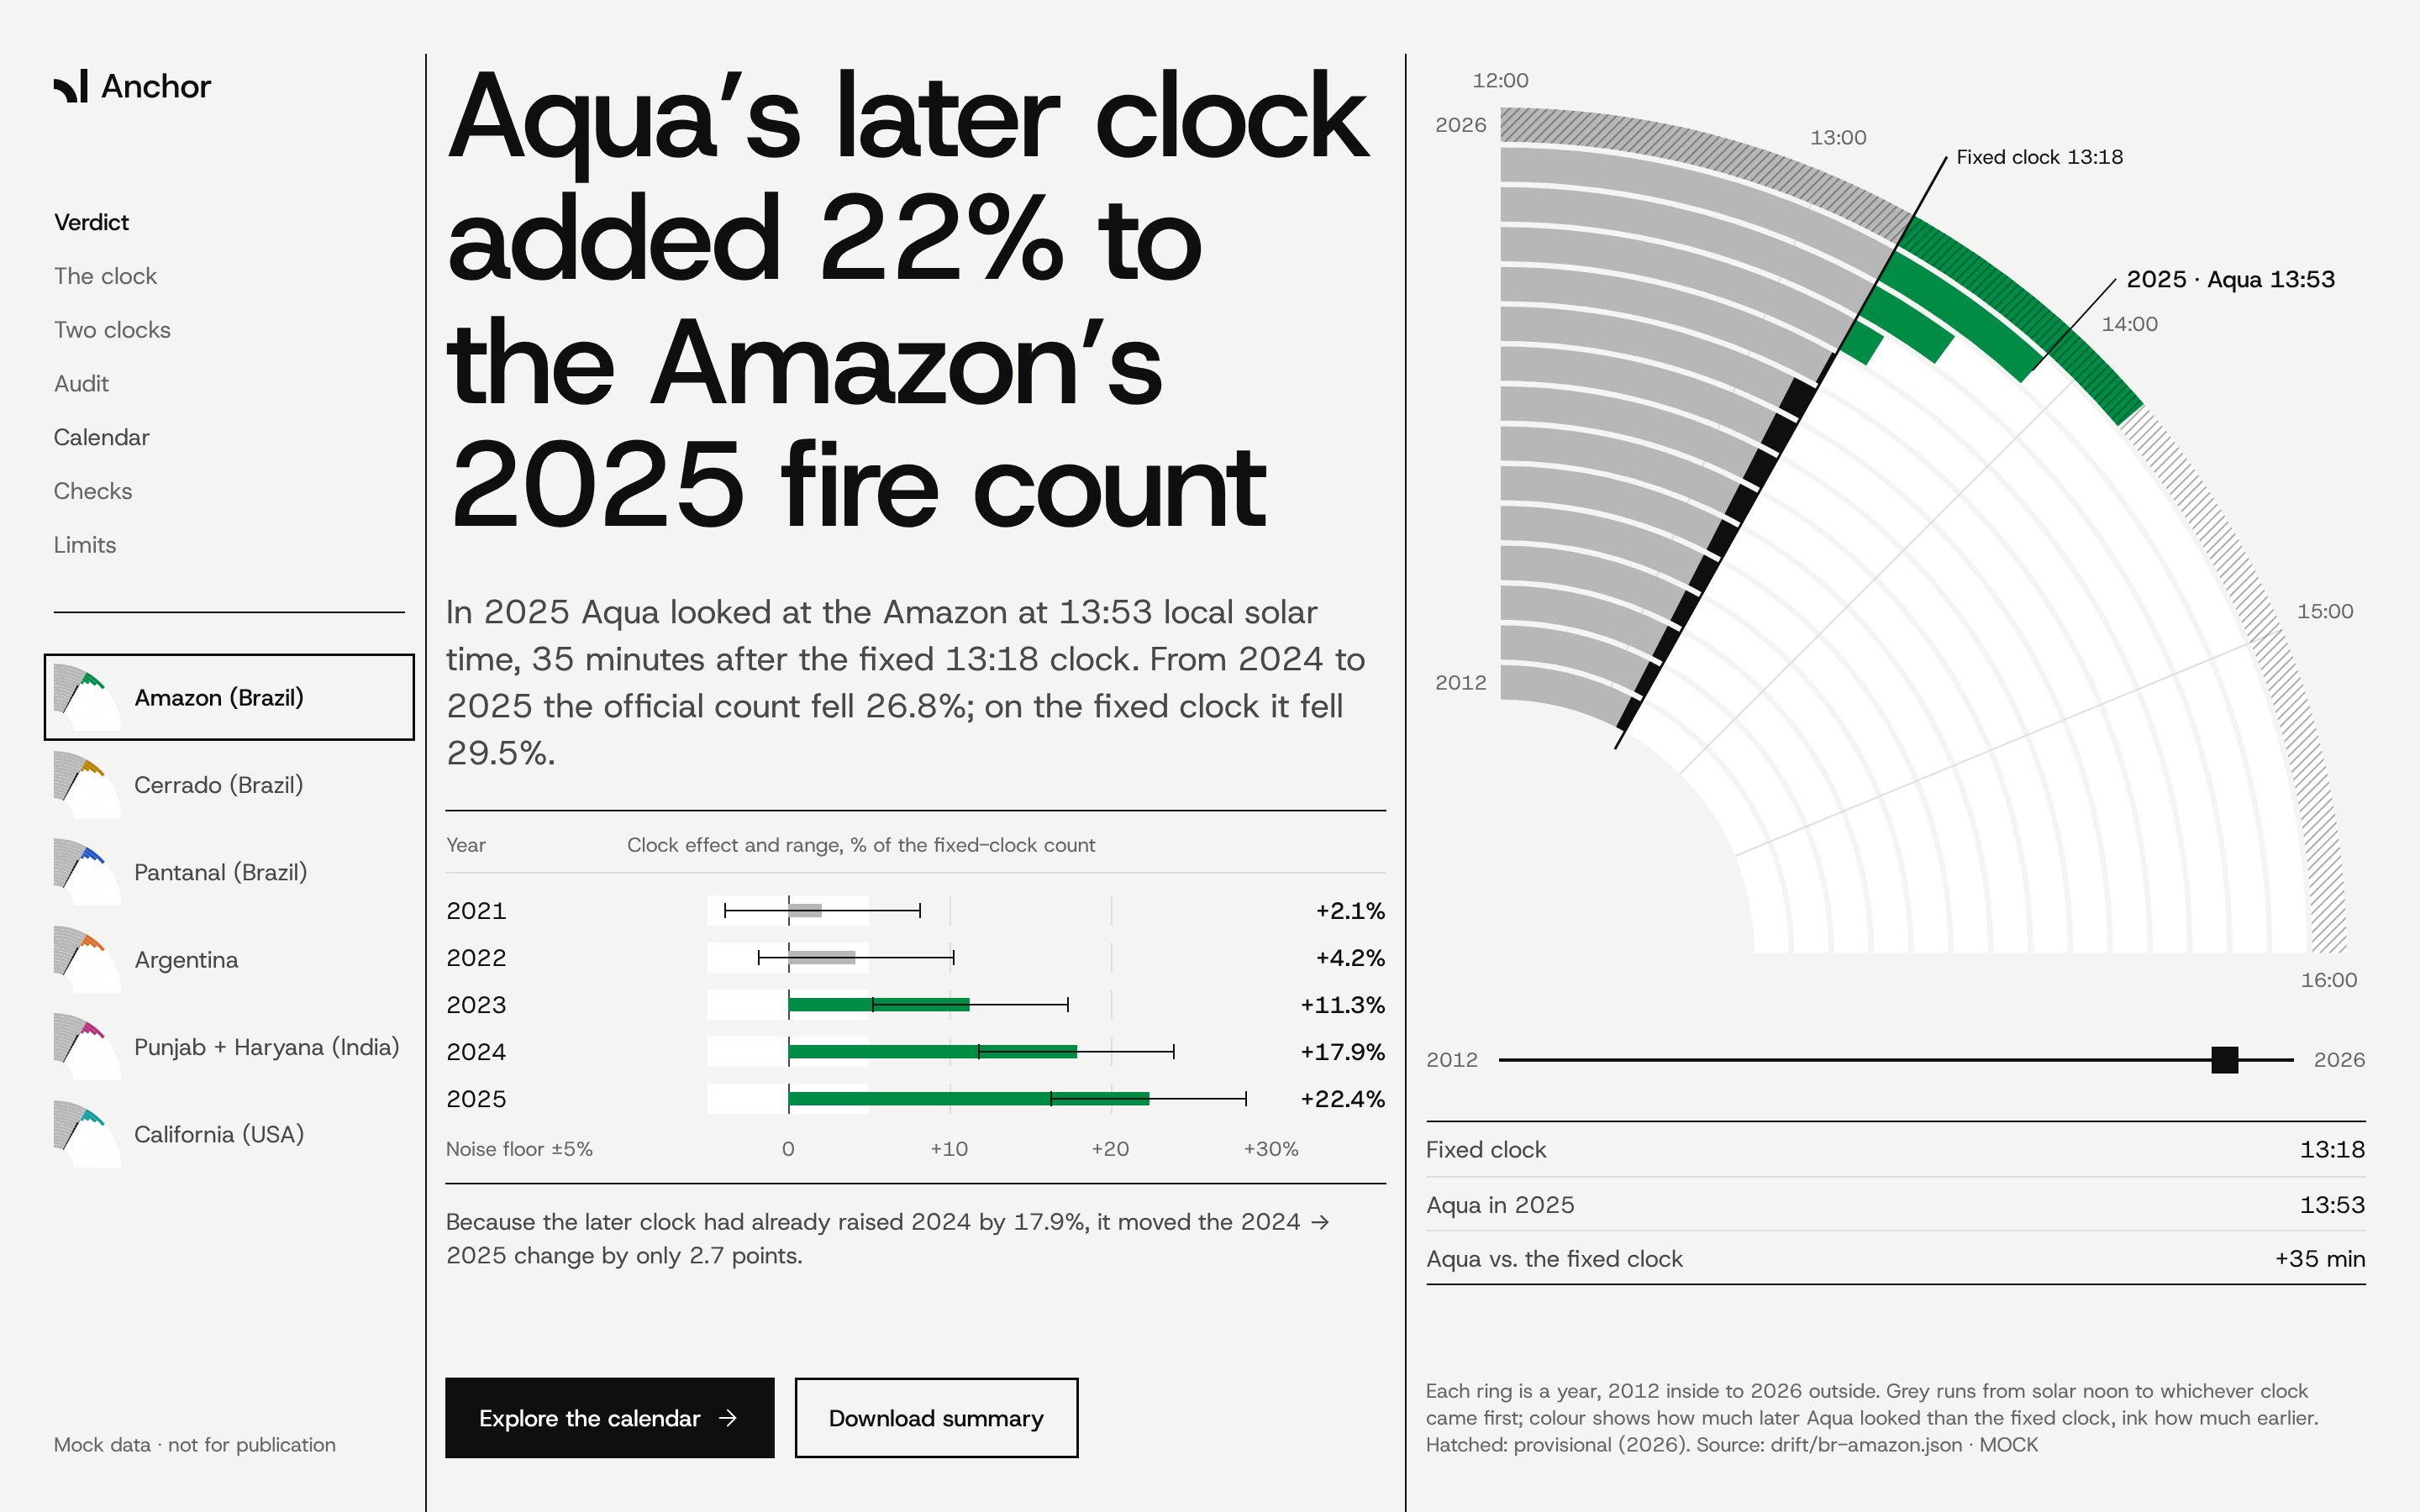 Anchor
Verdict
The clock
Two clocks
Audit
Calendar
Checks
Limits
Amazon (Brazil)
Cerrado (Brazil)
Pantanal (Brazil)
Argentina
Punjab + Haryana (India)
California (USA)
Mock data · not for publication
Aqua’s later clock
added 22% to
the Amazon’s
2025 fire count
In 2025 Aqua looked at the Amazon at 13:53 local solar
time, 35 minutes after the fixed 13:18 clock. From 2024 to
2025 the official count fell 26.8%; on the fixed clock it fell
29.5%.
Year Clock effect and range, % of the fixed-clock count
2021 +2.1%
2022 +4.2%
2023 +11.3%
2024 +17.9%
2025 +22.4%
Noise floor ±5% 0 +10 +20 +30%
Because the later clock had already raised 2024 by 17.9%, it moved the 2024 →
2025 change by only 2.7 points.
Explore the calendar →
Download summary
12:00
2026
13:00
Fixed clock 13:18
2025 · Aqua 13:53
14:00
15:00
2012
16:00
2012 2026
Fixed clock 13:18
Aqua in 2025 13:53
Aqua vs. the fixed clock +35 min
Each ring is a year, 2012 inside to 2026 outside. Grey runs from solar noon to whichever clock
came first; colour shows how much later Aqua looked than the fixed clock, ink how much earlier.
Hatched: provisional (2026). Source: drift/br-amazon.json · MOCK